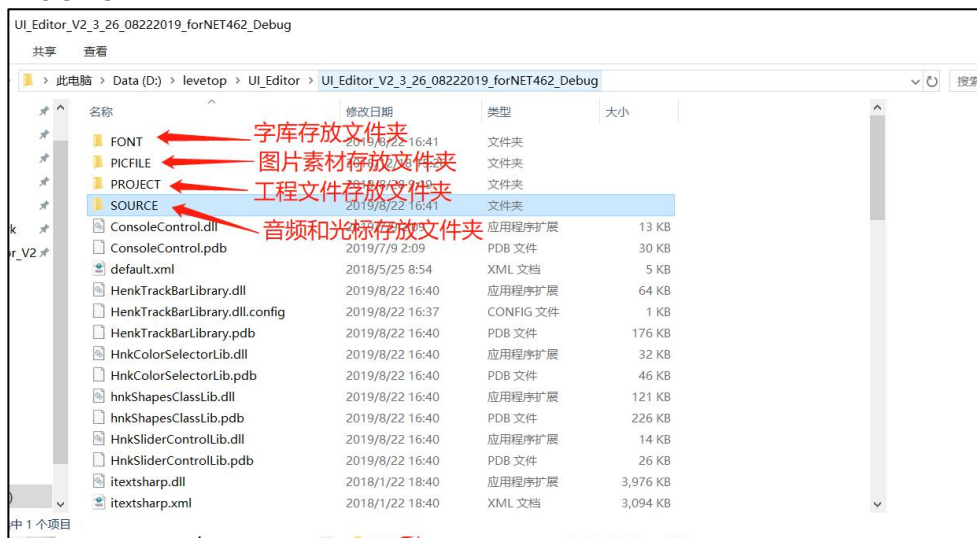 UI_Editor_V2_3_26_08222019_forNET462_Debug
共享 查看
> 此电脑 > Data (D:) > levetop > UI_Editor > UI_Editor_V2_3_26_08222019_forNET462_Debug 搜索
名称 修改日期 类型 大小
FONT 字库存放文件夹 2019/8/22 16:41 文件夹
PICFILE 图片素材存放文件夹 文件夹
PROJECT 工程文件存放文件夹 文件夹
SOURCE 2019/8/22 16:41 文件夹
ConsoleControl.dll 音频和光标存放文件夹 应用程序扩展 13 KB
ConsoleControl.pdb 2019/7/9 2:09 PDB 文件 30 KB
default.xml 2018/5/25 8:54 XML 文档 5 KB
HenkTrackBarLibrary.dll 2019/8/22 16:40 应用程序扩展 64 KB
HenkTrackBarLibrary.dll.config 2019/8/22 16:37 CONFIG 文件 1 KB
HenkTrackBarLibrary.pdb 2019/8/22 16:40 PDB 文件 176 KB
HnkColorSelectorLib.dll 2019/8/22 16:40 应用程序扩展 32 KB
HnkColorSelectorLib.pdb 2019/8/22 16:40 PDB 文件 46 KB
hnkShapesClassLib.dll 2019/8/22 16:40 应用程序扩展 121 KB
hnkShapesClassLib.pdb 2019/8/22 16:40 PDB 文件 226 KB
HnkSliderControlLib.dll 2019/8/22 16:40 应用程序扩展 14 KB
HnkSliderControlLib.pdb 2019/8/22 16:40 PDB 文件 26 KB
itextsharp.dll 2018/1/22 18:40 应用程序扩展 3,976 KB
itextsharp.xml 2018/1/22 18:40 XML 文档 3,094 KB
中 1 个项目